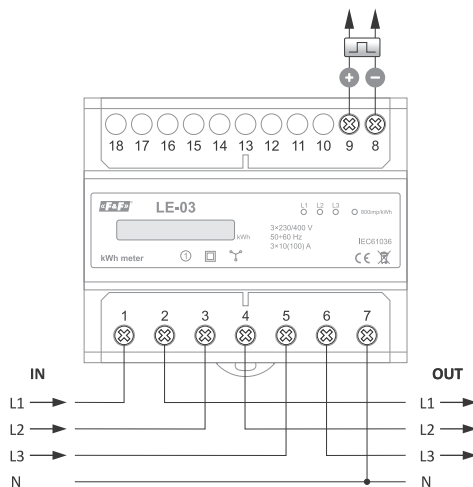 + −
18 17 16 15 14 13 12 11 10 9 8
F&F LE-03
L1 L2 L3 800imp/kWh
kWh
3×230/400 V
50÷60 Hz
3×10(100) A
IEC61036
kWh meter 1 CE
1 2 3 4 5 6 7
IN OUT
L1 L1
L2 L2
L3 L3
N N